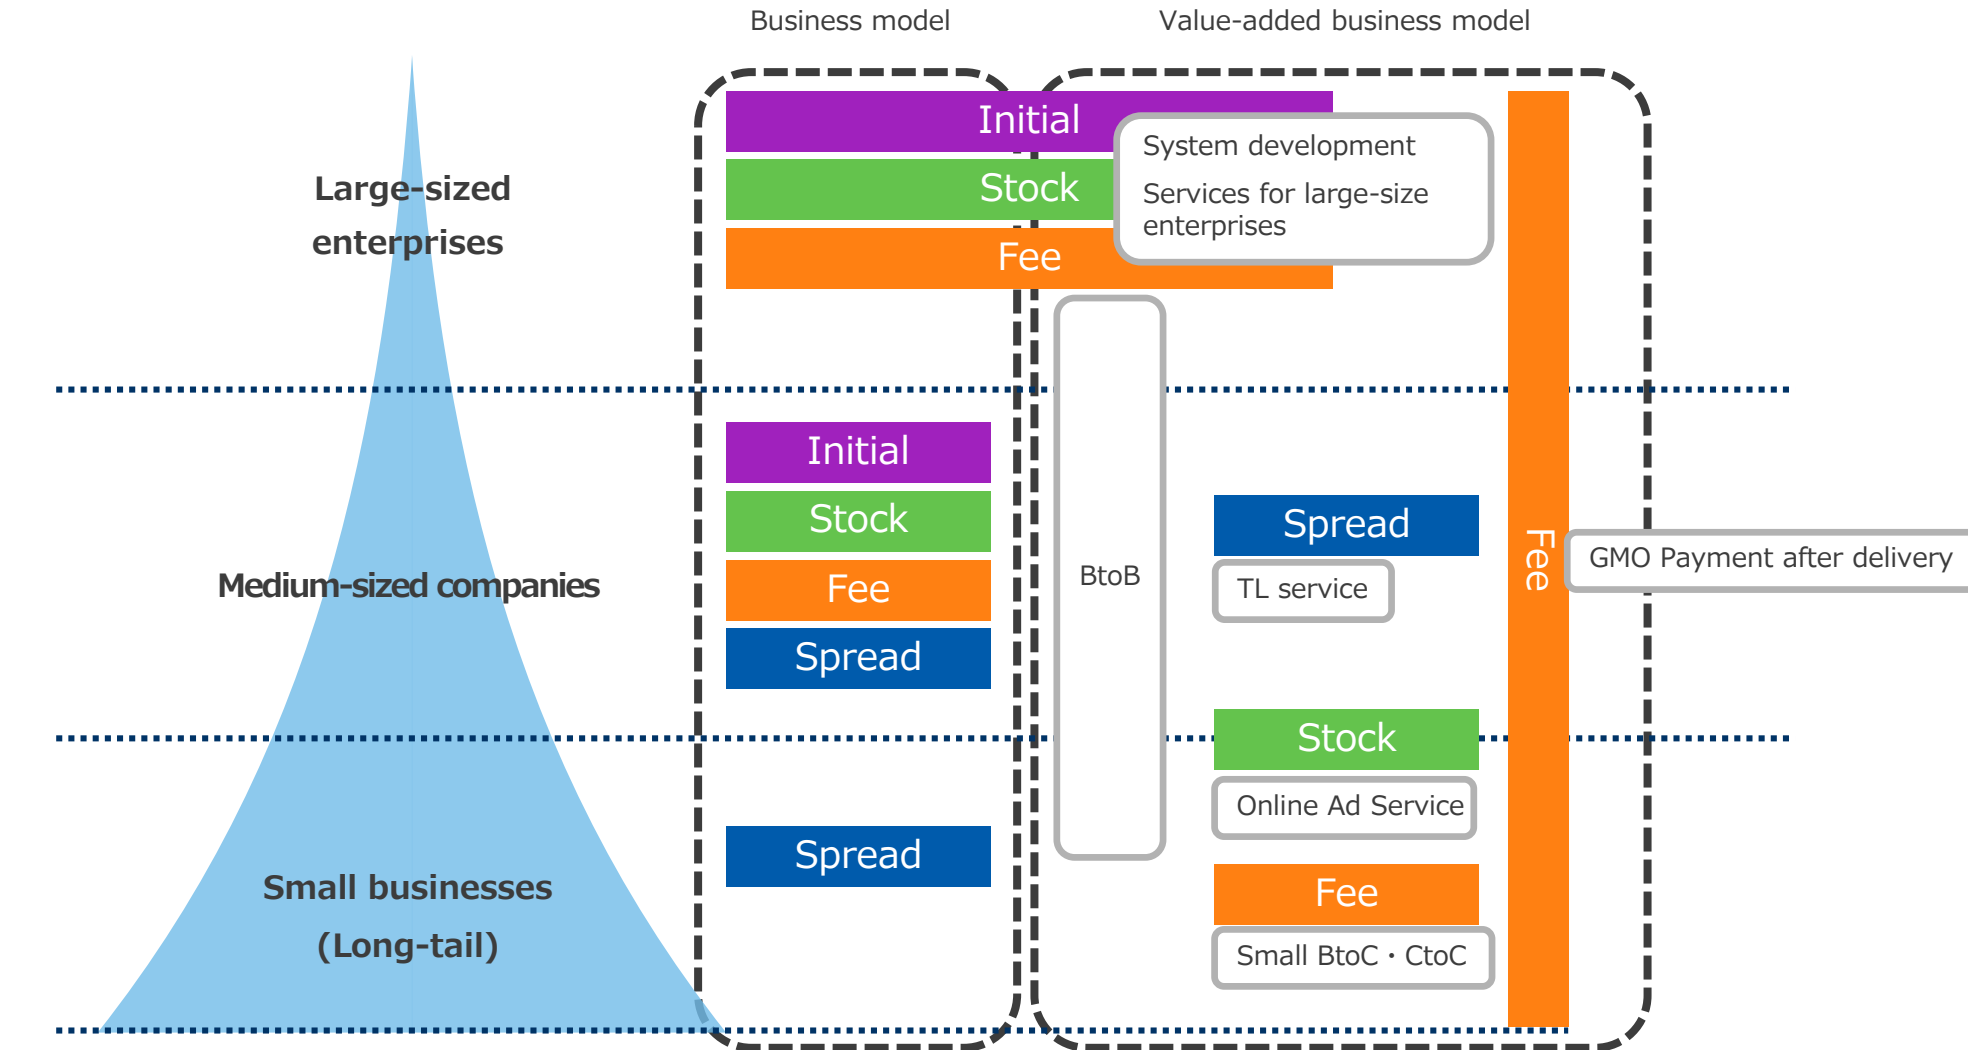 Business model
Value-added business model
Large-sized
enterprises
Initial
Stock
Fee
System development
Services for large-size
enterprises
Medium-sized companies
Initial
Stock
Fee
Spread
BtoB
Spread
TL service
Fee
GMO Payment after delivery
Small businesses
(Long-tail)
Spread
Stock
Online Ad Service
Fee
Small BtoC・CtoC